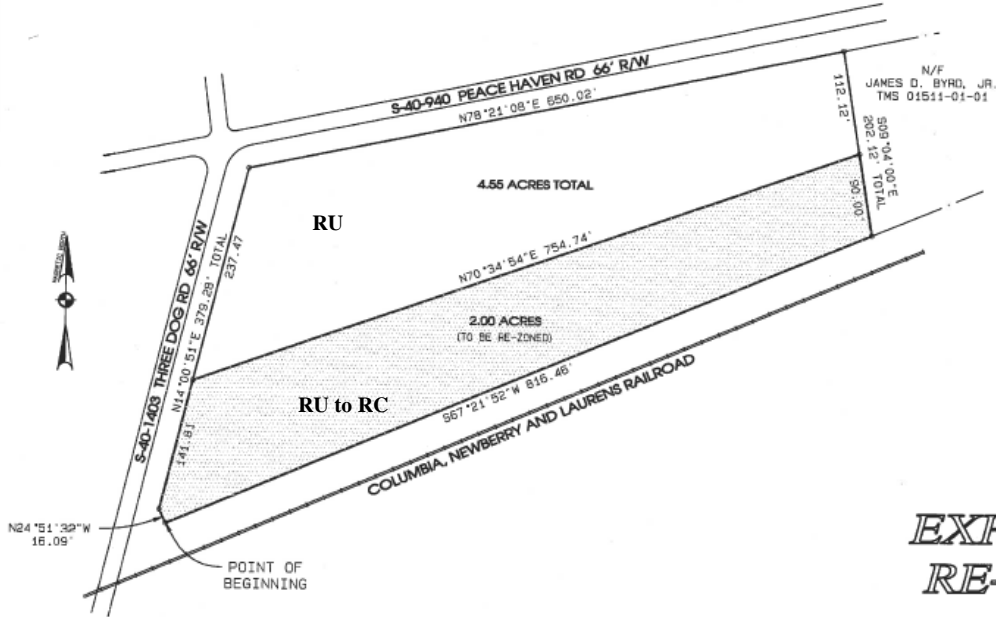 S-40-940 PEACE HAVEN RD 66' R/W
N78°21'08"E 650.02'
N/F
JAMES D. BYRD, JR.
TMS 01511-01-01
112.12'
S09°04'00"E
202.12' TOTAL
90.00'
4.55 ACRES TOTAL
RU
S-40-1403 THREE DOG RD 66' R/W
N14°00'51"E 379.28' TOTAL
237.47
141.81'
N70°34'54"E 754.74'
2.00 ACRES
(TO BE RE-ZONED)
RU to RC
S67°21'52"W 816.46'
COLUMBIA, NEWBERRY AND LAURENS RAILROAD
N24°51'32"W
16.09'
POINT OF
BEGINNING
EXH
RE-